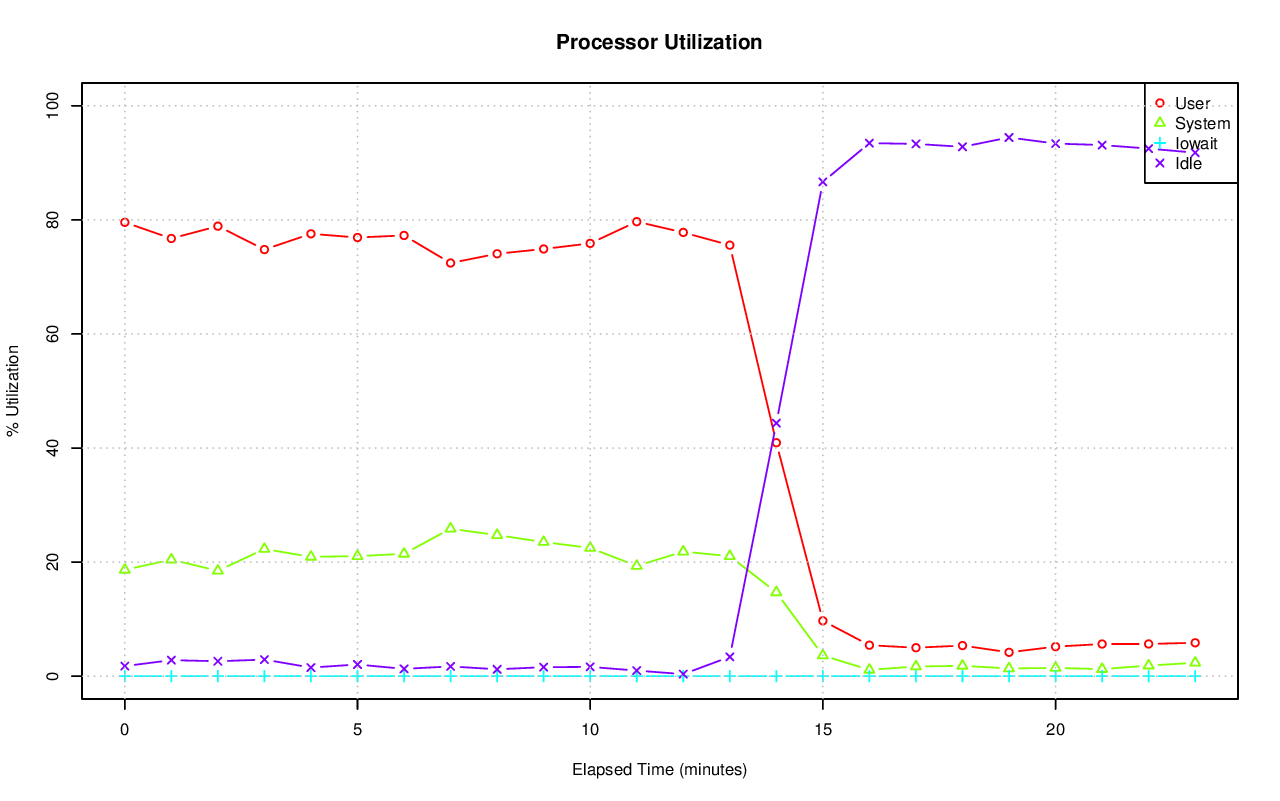 Processor Utilization
User
System
Iowait
Idle
100
80
60
40
20
0
% Utilization
0 5 10 15 20
Elapsed Time (minutes)